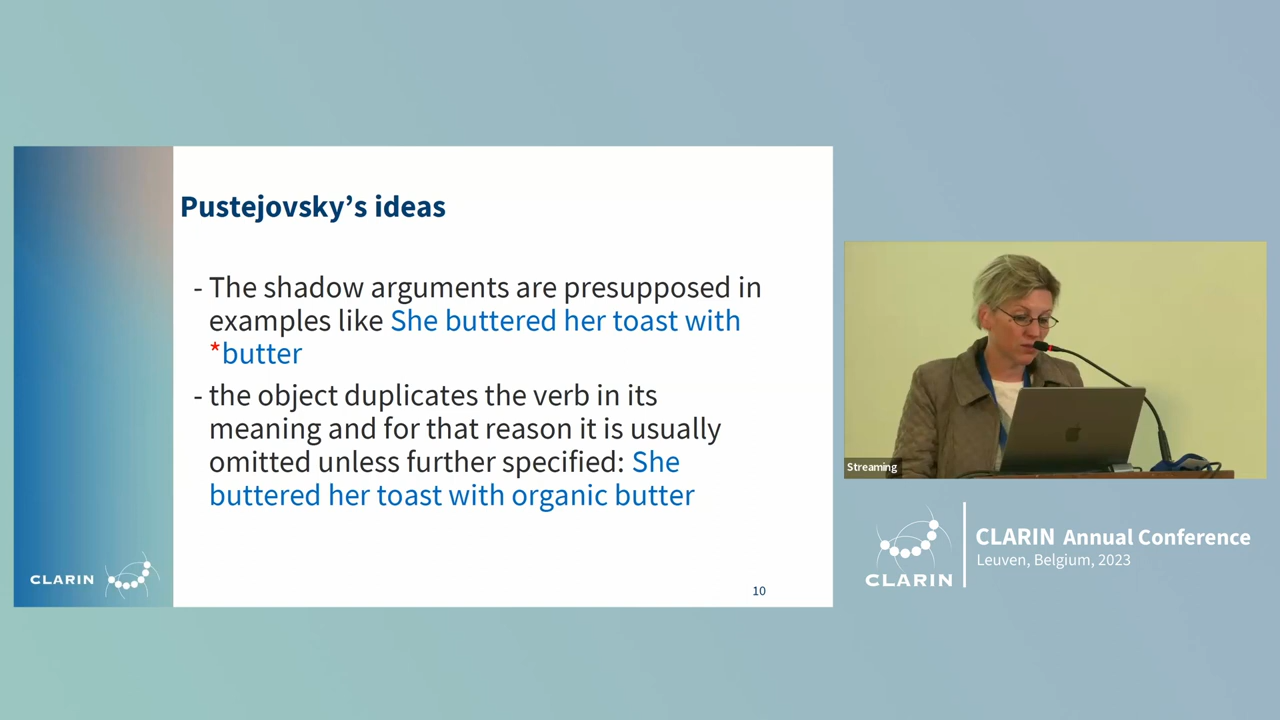 Pustejovsky’s ideas
- The shadow arguments are presupposed in
examples like She buttered her toast with
*butter
- the object duplicates the verb in its
meaning and for that reason it is usually
omitted unless further specified: She
buttered her toast with organic butter
CLARIN
10
Streaming
CLARIN
CLARIN Annual Conference
Leuven, Belgium, 2023